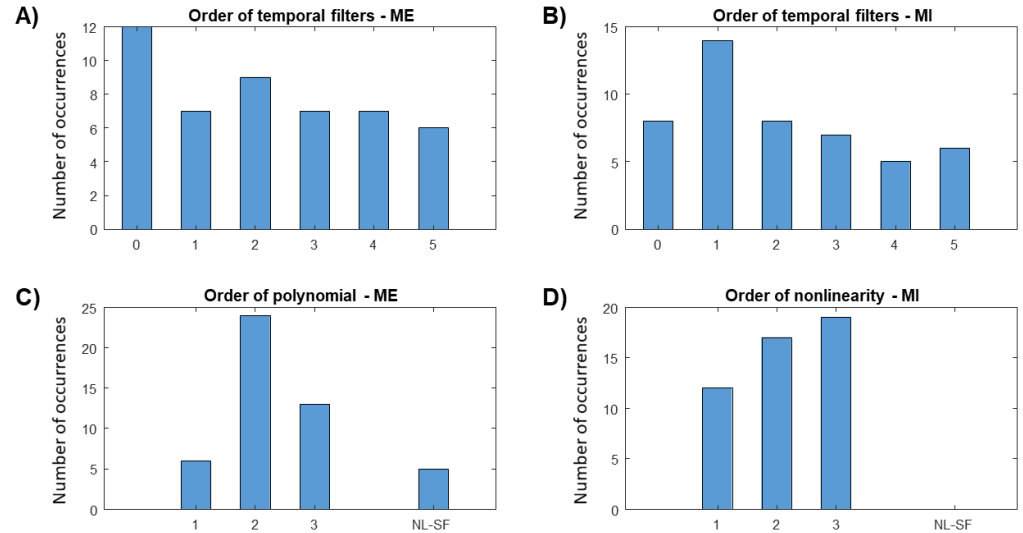 A)
Order of temporal filters - ME
Number of occurrences
12
10
8
6
4
2
0
0 1 2 3 4 5
B)
Order of temporal filters - MI
Number of occurrences
15
10
5
0
0 1 2 3 4 5
C)
Order of polynomial - ME
Number of occurrences
25
20
15
10
5
0
1 2 3 NL-SF
D)
Order of nonlinearity - MI
Number of occurrences
20
15
10
5
0
1 2 3 NL-SF